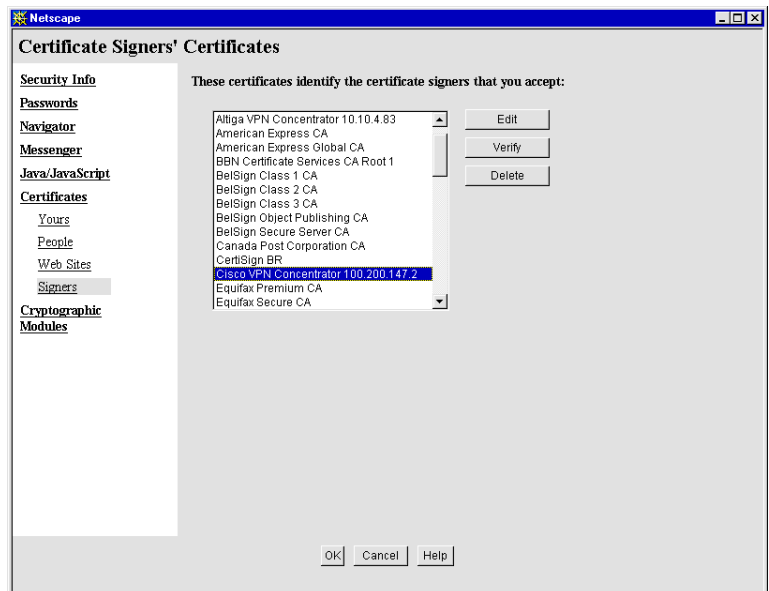 Netscape
Certificate Signers' Certificates
Security Info
Passwords
Navigator
Messenger
Java/JavaScript
Certificates
Yours
People
Web Sites
Signers
Cryptographic
Modules
These certificates identify the certificate signers that you accept:
Altiga VPN Concentrator 10.10.4.83
American Express CA
American Express Global CA
BBN Certificate Services CA Root 1
BelSign Class 1 CA
BelSign Class 2 CA
BelSign Class 3 CA
BelSign Object Publishing CA
BelSign Secure Server CA
Canada Post Corporation CA
CertiSign BR
Cisco VPN Concentrator 100.200.147.2
Equifax Premium CA
Equifax Secure CA
Edit
Verify
Delete
OK Cancel Help